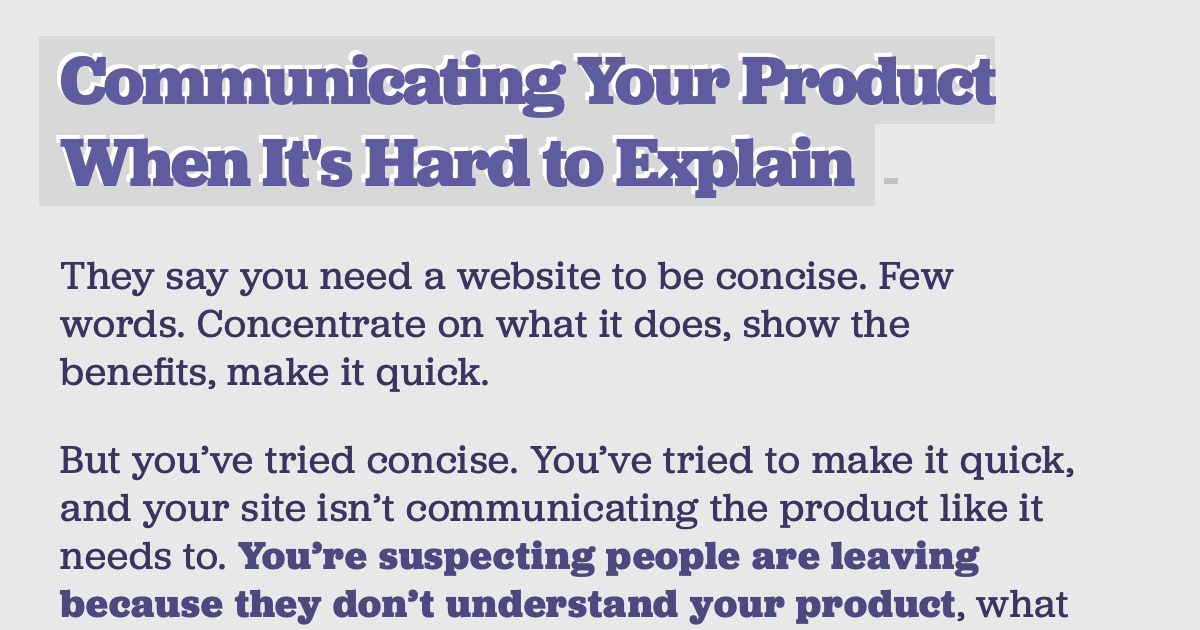 Communicating Your Product
When It's Hard to Explain
They say you need a website to be concise. Few
words. Concentrate on what it does, show the
benefits, make it quick.
But you’ve tried concise. You’ve tried to make it quick,
and your site isn’t communicating the product like it
needs to. You’re suspecting people are leaving
because they don’t understand your product, what